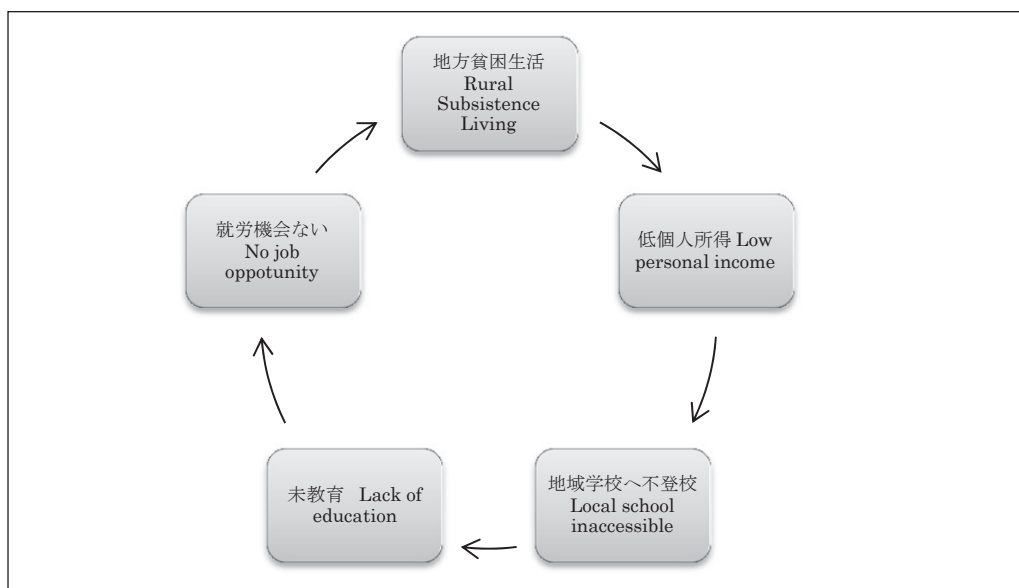 地方貧困生活
Rural
Subsistence
Living
低個人所得 Low
personal income
地域学校へ不登校
Local school
inaccessible
未教育 Lack of
education
就労機会ない
No job
oppotunity